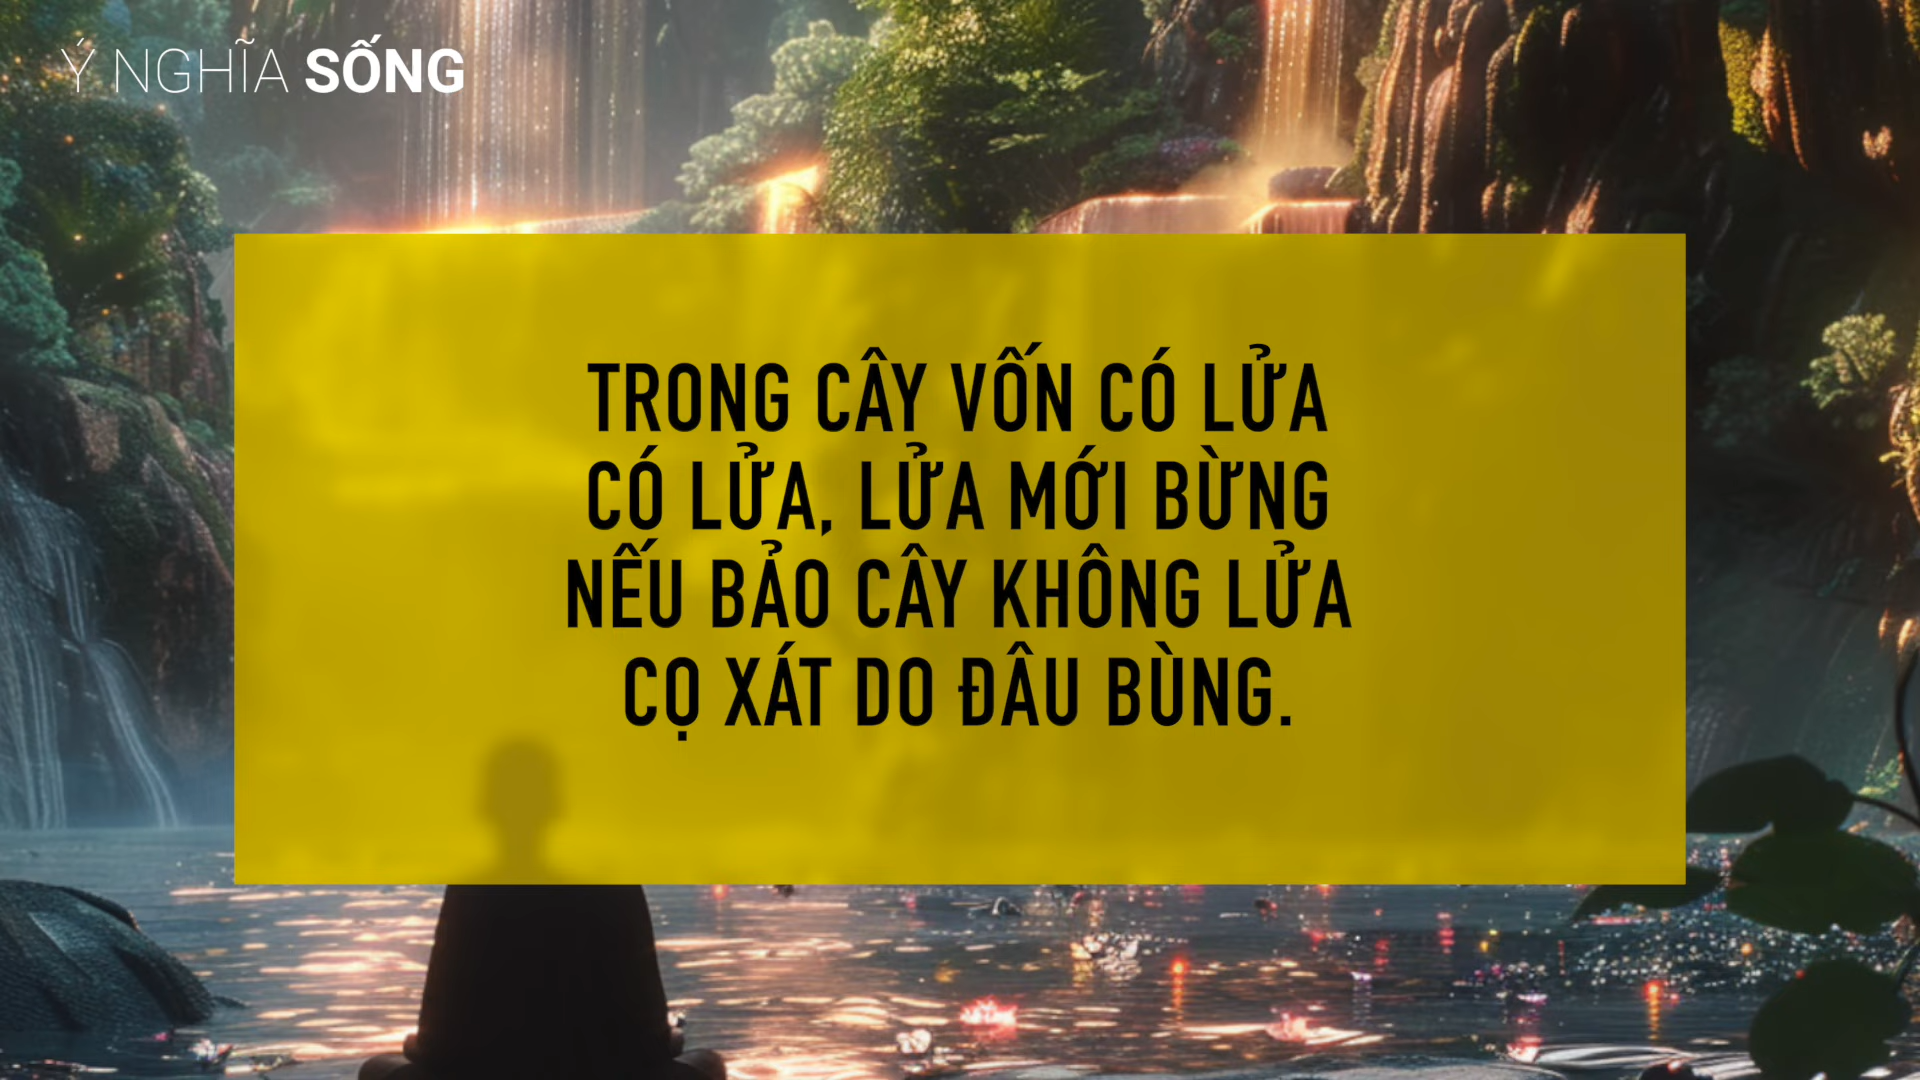 Ý NGHĨA SỐNG
TRONG CÂY VỐN CÓ LỬA
CÓ LỬA, LỬA MỚI BỪNG
NẾU BẢO CÂY KHÔNG LỬA
CỌ XÁT DO ĐÂU BÙNG.